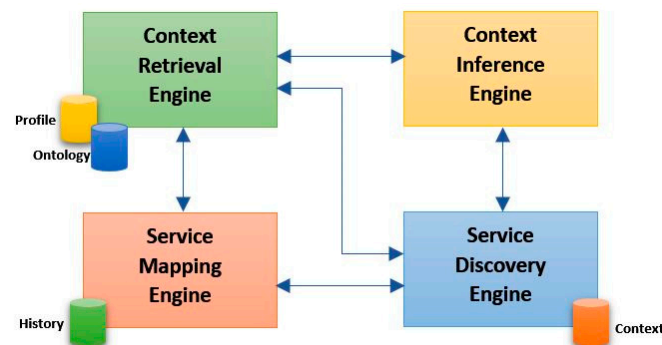 Context
Retrieval
Engine
Context
Inference
Engine
Profile
Ontology
Service
Mapping
Engine
Service
Discovery
Engine
History
Context